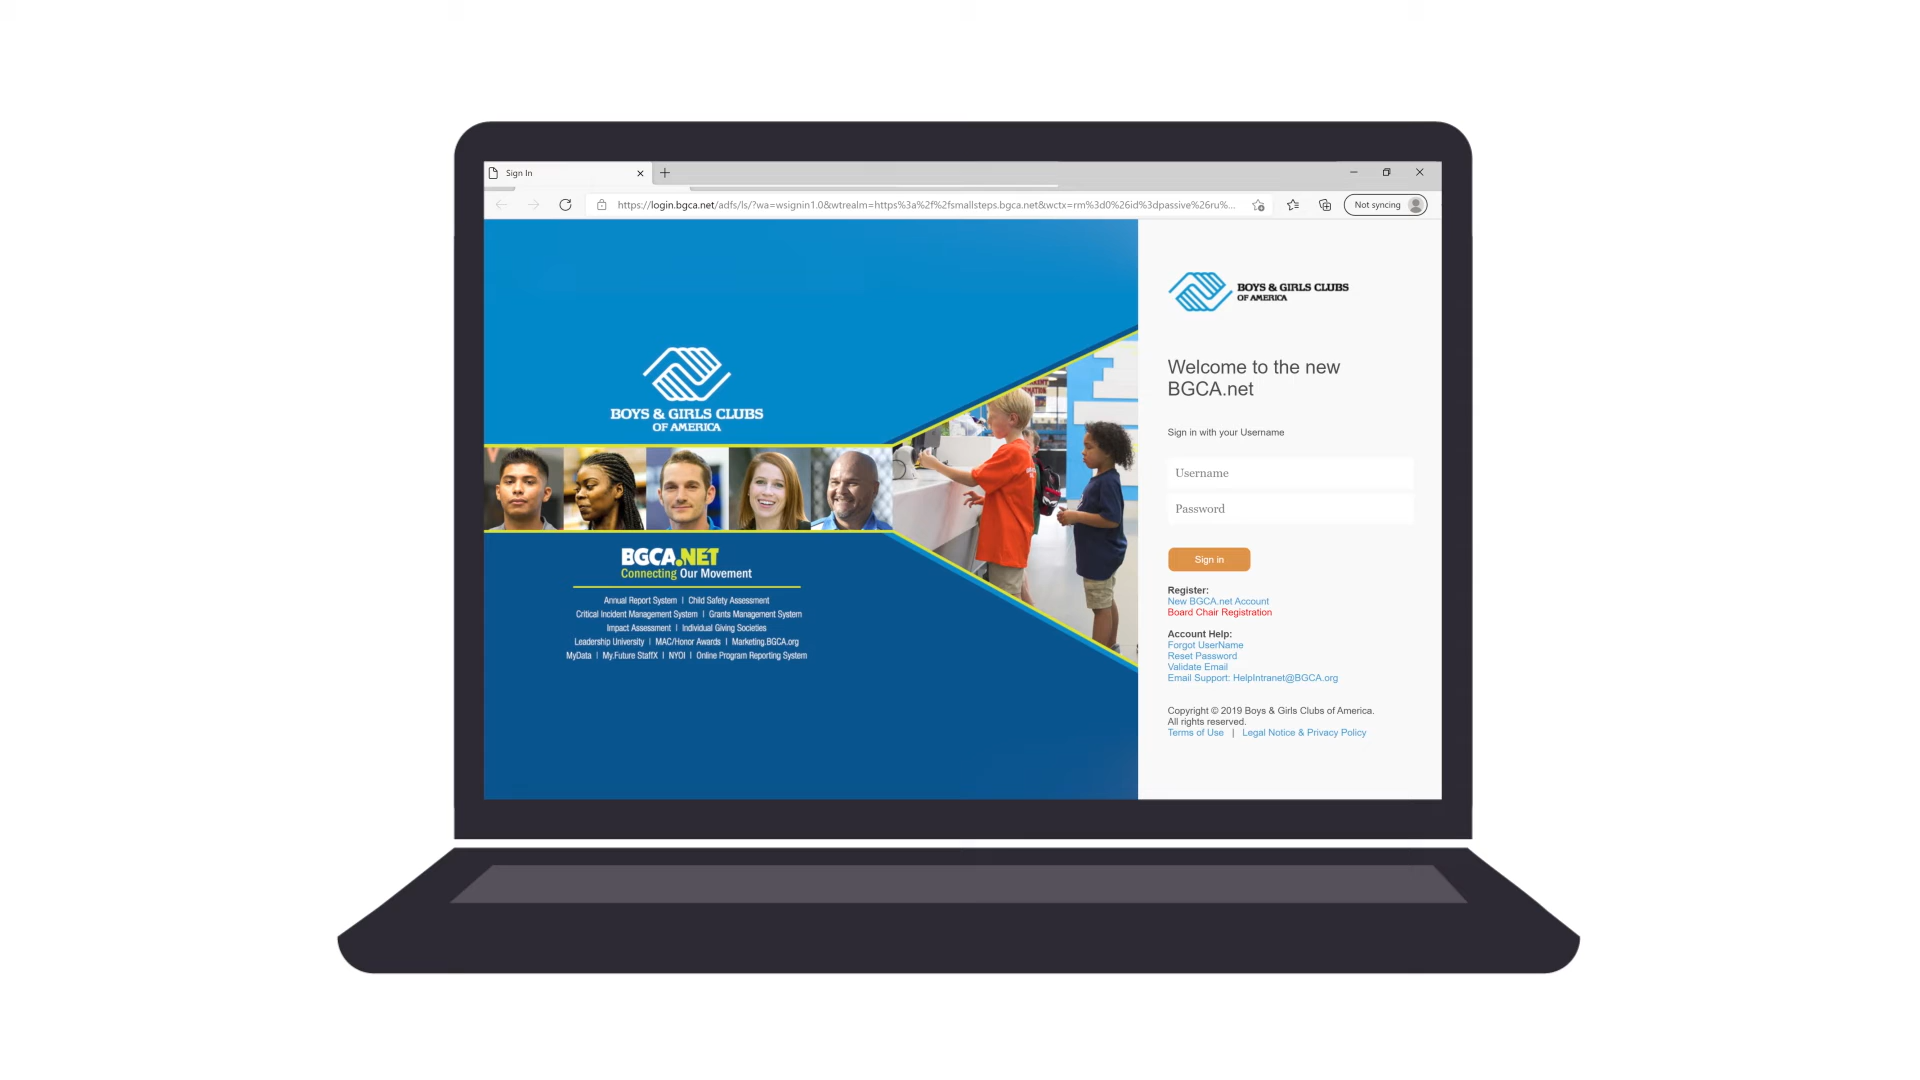 Sign In
https://login.bgca.net/adfs/ls/?wa=wsignin1.0&wtrealm=https%3a%2f%2fsmallsteps.bgca.net&wctx=rm%3d0%26id%3dpassive%26ru%...
Not syncing
BOYS & GIRLS CLUBS
OF AMERICA
BGCA.NET
Connecting Our Movement
Annual Report System | Child Safety Assessment
Critical Incident Management System | Grants Management System
Impact Assessment | Individual Giving Societies
Leadership University | MAC/Honor Awards | Marketing.BGCA.org
MyData | My.Future StaffX | NYOI | Online Program Reporting System
BOYS & GIRLS CLUBS
OF AMERICA
Welcome to the new
BGCA.net
Sign in with your Username
Username
Password
Sign in
Register:
New BGCA.net Account
Board Chair Registration
Account Help:
Forgot UserName
Reset Password
Validate Email
Email Support: HelpIntranet@BGCA.org
Copyright © 2019 Boys & Girls Clubs of America.
All rights reserved.
Terms of Use | Legal Notice & Privacy Policy